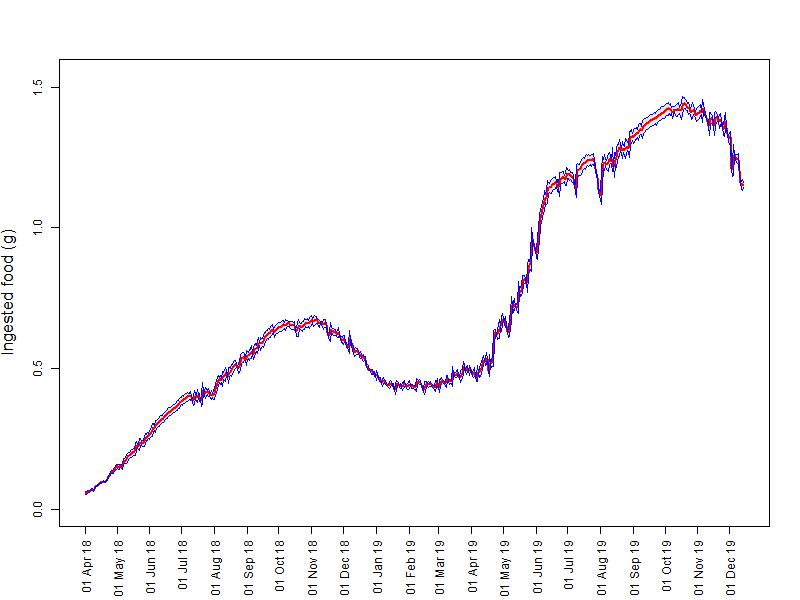 Ingested food (g)
1.5
1.0
0.5
0.0
01 Apr 18
01 May 18
01 Jun 18
01 Jul 18
01 Aug 18
01 Sep 18
01 Oct 18
01 Nov 18
01 Dec 18
01 Jan 19
01 Feb 19
01 Mar 19
01 Apr 19
01 May 19
01 Jun 19
01 Jul 19
01 Aug 19
01 Sep 19
01 Oct 19
01 Nov 19
01 Dec 19